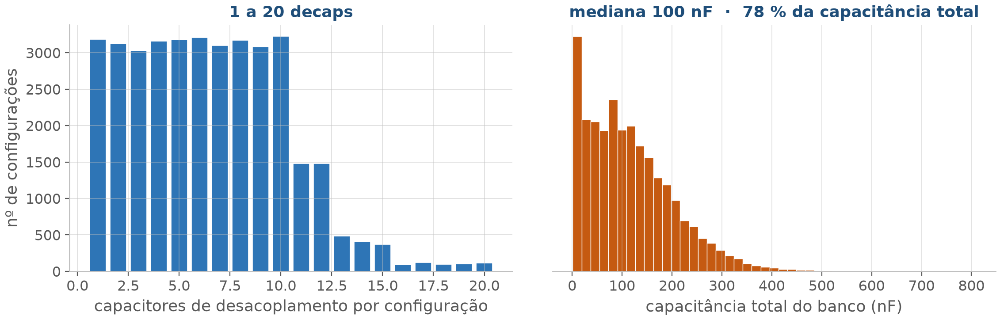 1 a 20 decaps
nº de configurações
3000
2500
2000
1500
1000
500
0
0.0 2.5 5.0 7.5 10.0 12.5 15.0 17.5 20.0
capacitores de desacoplamento por configuração
mediana 100 nF · 78 % da capacitância total
0 100 200 300 400 500 600 700 800
capacitância total do banco (nF)